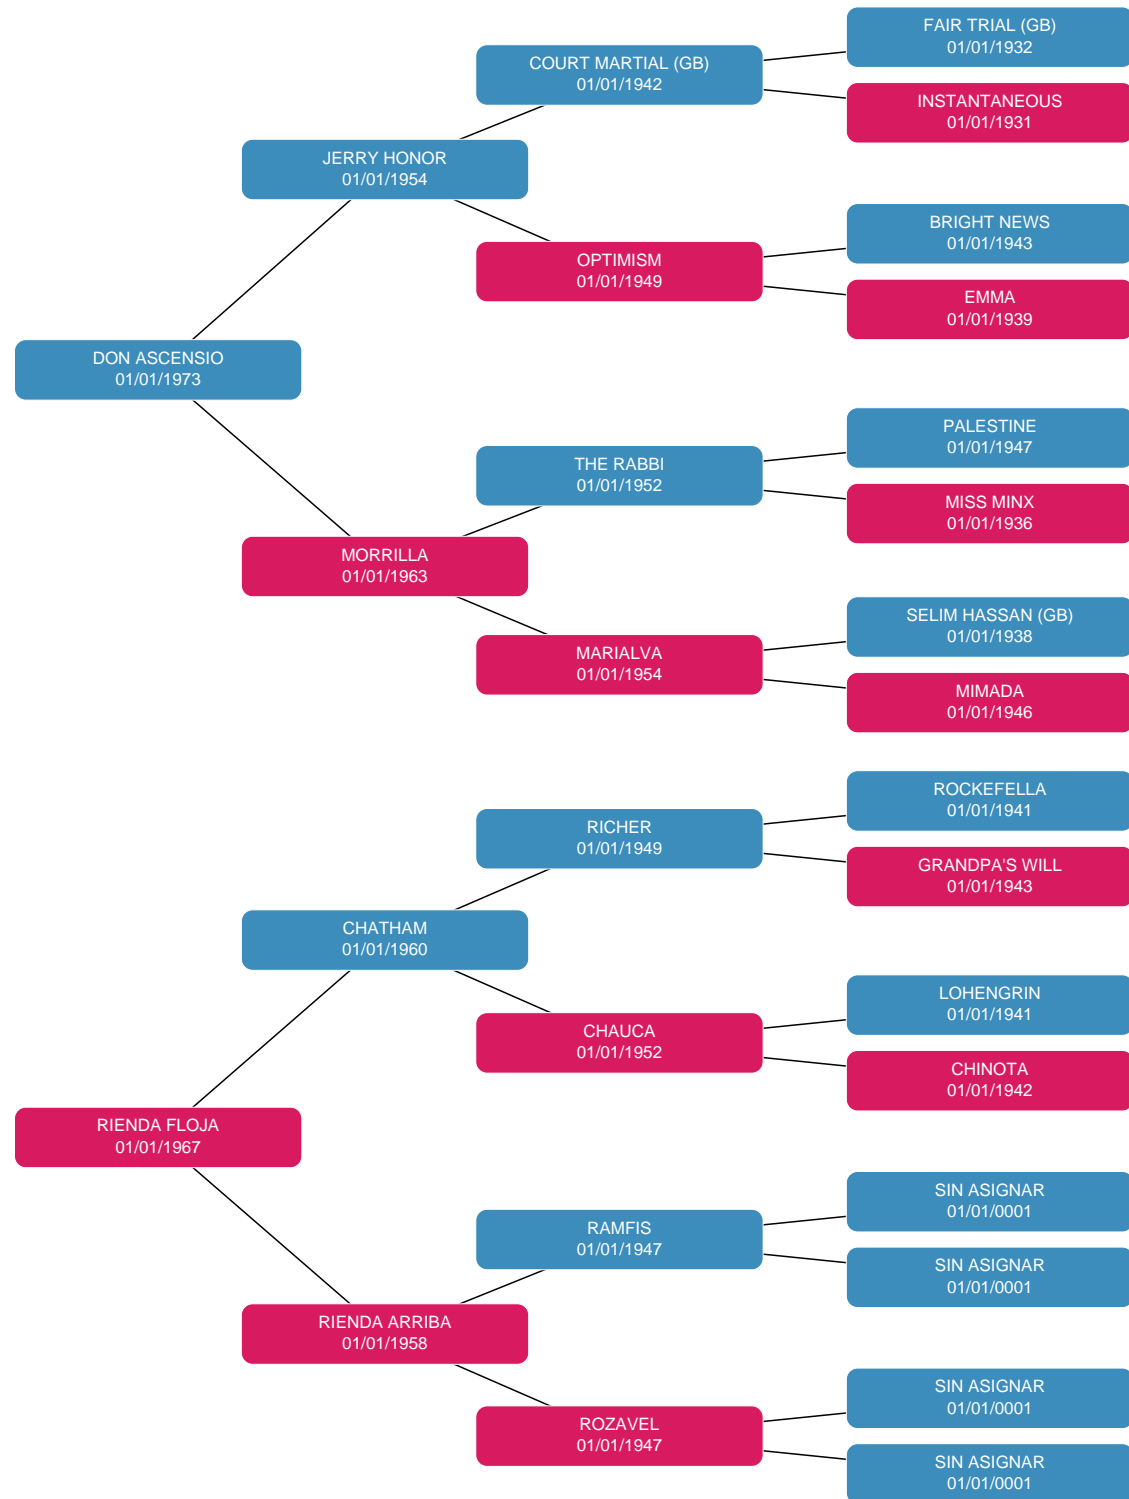 FAIR TRIAL (GB)
01/01/1932
COURT MARTIAL (GB)
01/01/1942
INSTANTANEOUS
01/01/1931
JERRY HONOR
01/01/1954
BRIGHT NEWS
01/01/1943
OPTIMISM
01/01/1949
EMMA
01/01/1939
DON ASCENSIO
01/01/1973
PALESTINE
01/01/1947
THE RABBI
01/01/1952
MISS MINX
01/01/1936
MORRILLA
01/01/1963
SELIM HASSAN (GB)
01/01/1938
MARIALVA
01/01/1954
MIMADA
01/01/1946
ROCKEFELLA
01/01/1941
RICHER
01/01/1949
GRANDPA'S WILL
01/01/1943
CHATHAM
01/01/1960
LOHENGRIN
01/01/1941
CHAUCA
01/01/1952
CHINOTA
01/01/1942
RIENDA FLOJA
01/01/1967
SIN ASIGNAR
01/01/0001
RAMFIS
01/01/1947
SIN ASIGNAR
01/01/0001
RIENDA ARRIBA
01/01/1958
SIN ASIGNAR
01/01/0001
ROZAVEL
01/01/1947
SIN ASIGNAR
01/01/0001